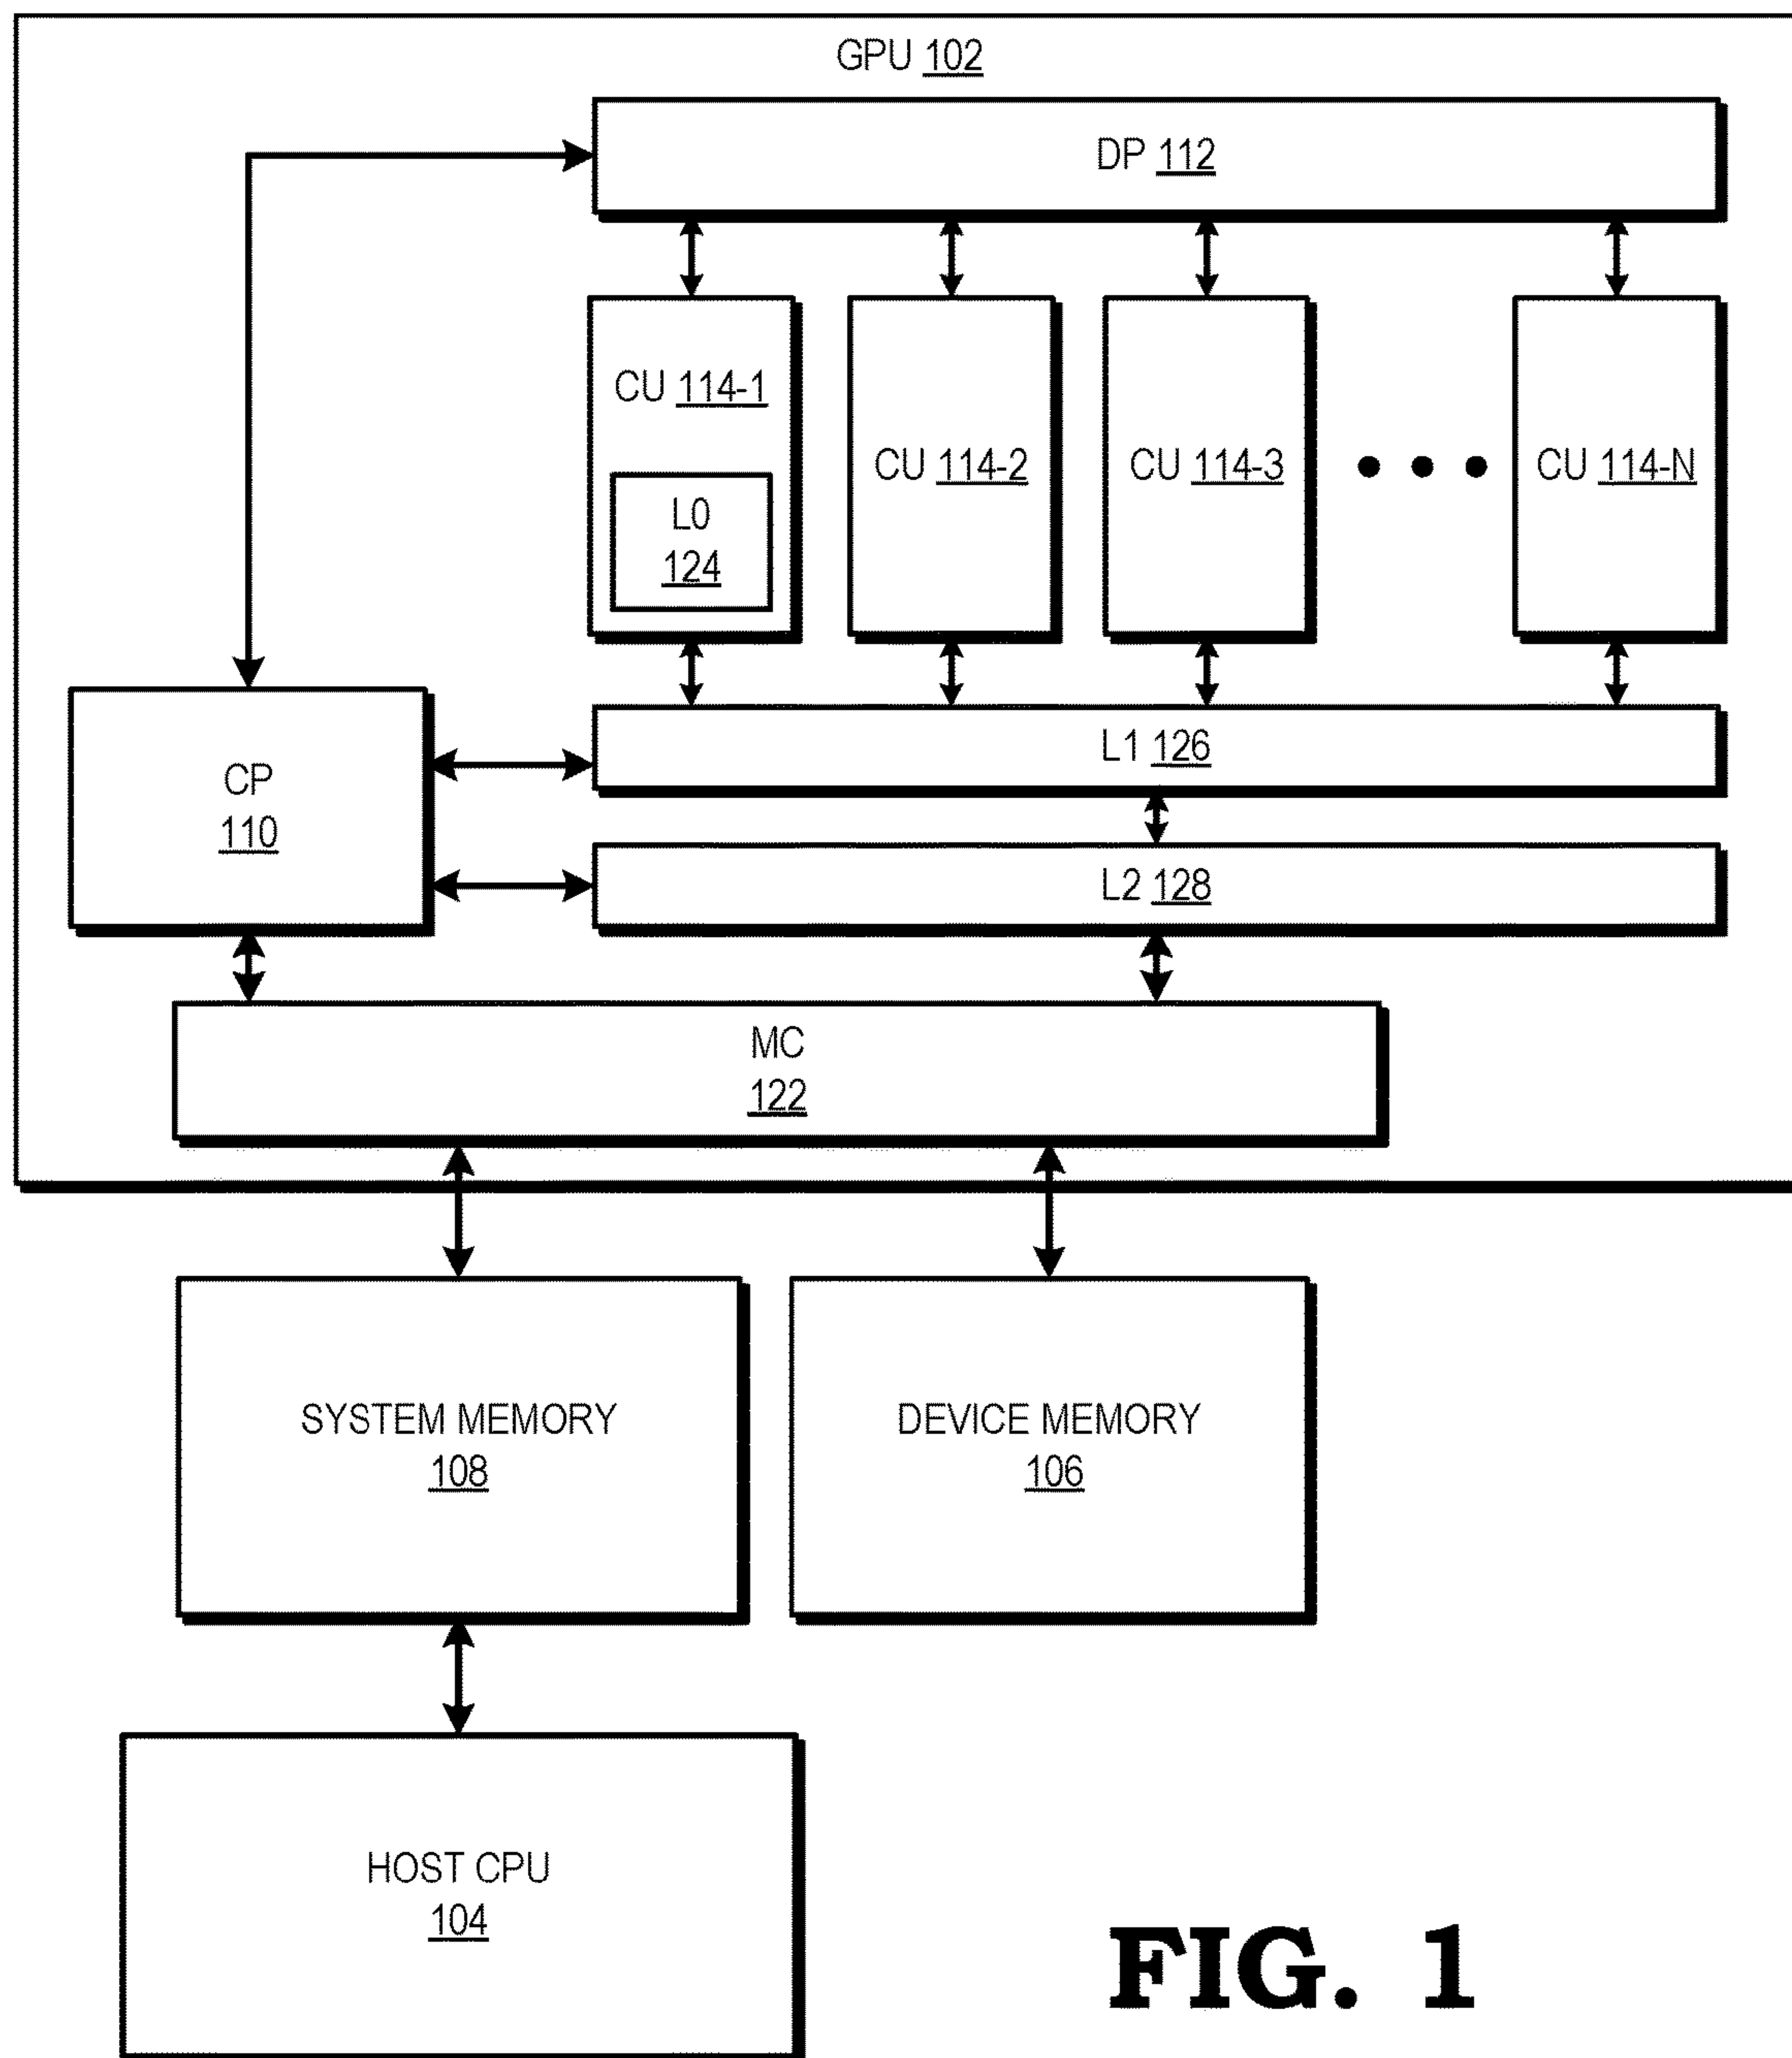 GPU 102
DP 112
CU 114-1
CU 114-2
CU 114-3
CU 114-N
L0
124
L1 126
CP
110
L2 128
MC
122
SYSTEM MEMORY
108
DEVICE MEMORY
106
HOST CPU
104
FIG. 1